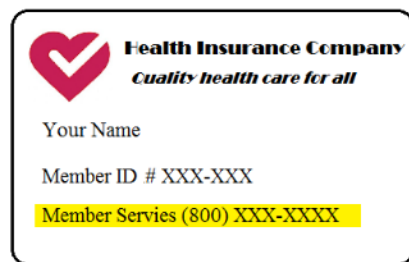 Health Insurance Company
Quality health care for all
Your Name
Member ID # XXX-XXX
Member Servies (800) XXX-XXXX